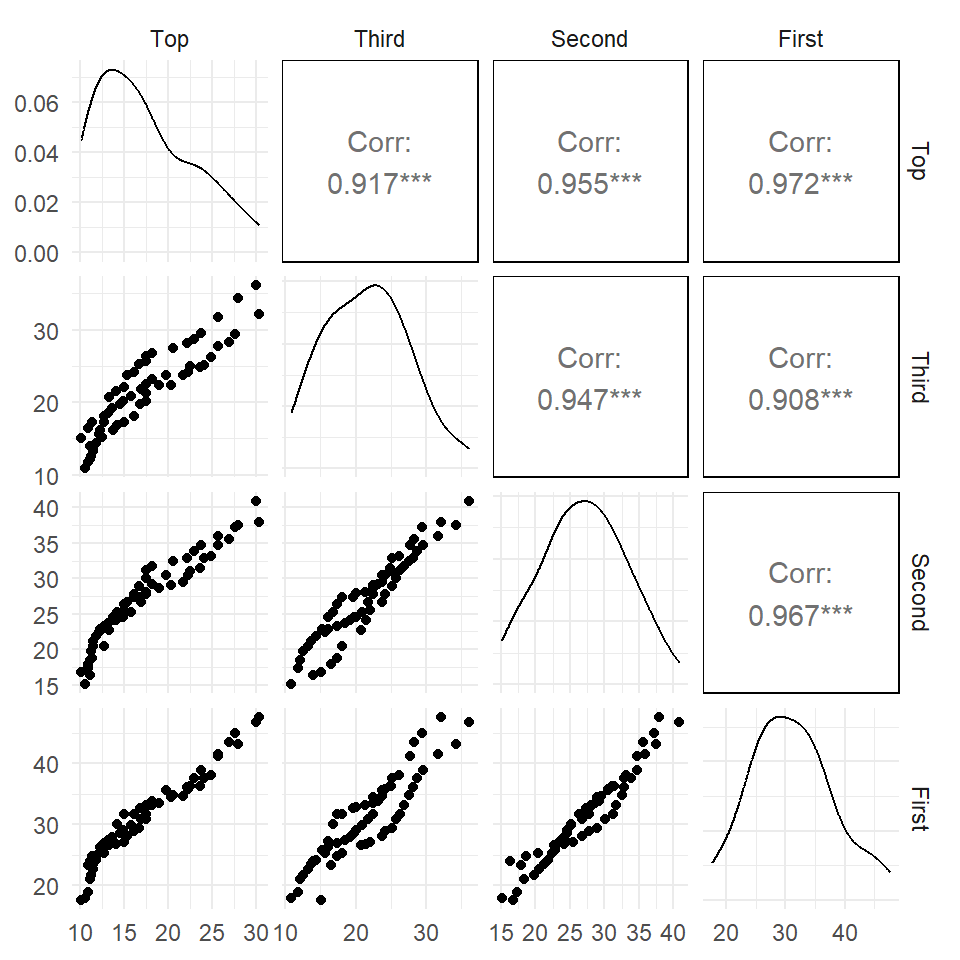 Top Third Second First
0.06
0.04
0.02
0.00
Corr:
0.917***
Corr:
0.955***
Corr:
0.972***
Top
30
20
10
Corr:
0.947***
Corr:
0.908***
Third
40
35
30
25
20
15
Corr:
0.967***
Second
40
30
20
First
10 15 20 25 30 10 20 30 15 20 25 30 35 40 20 30 40